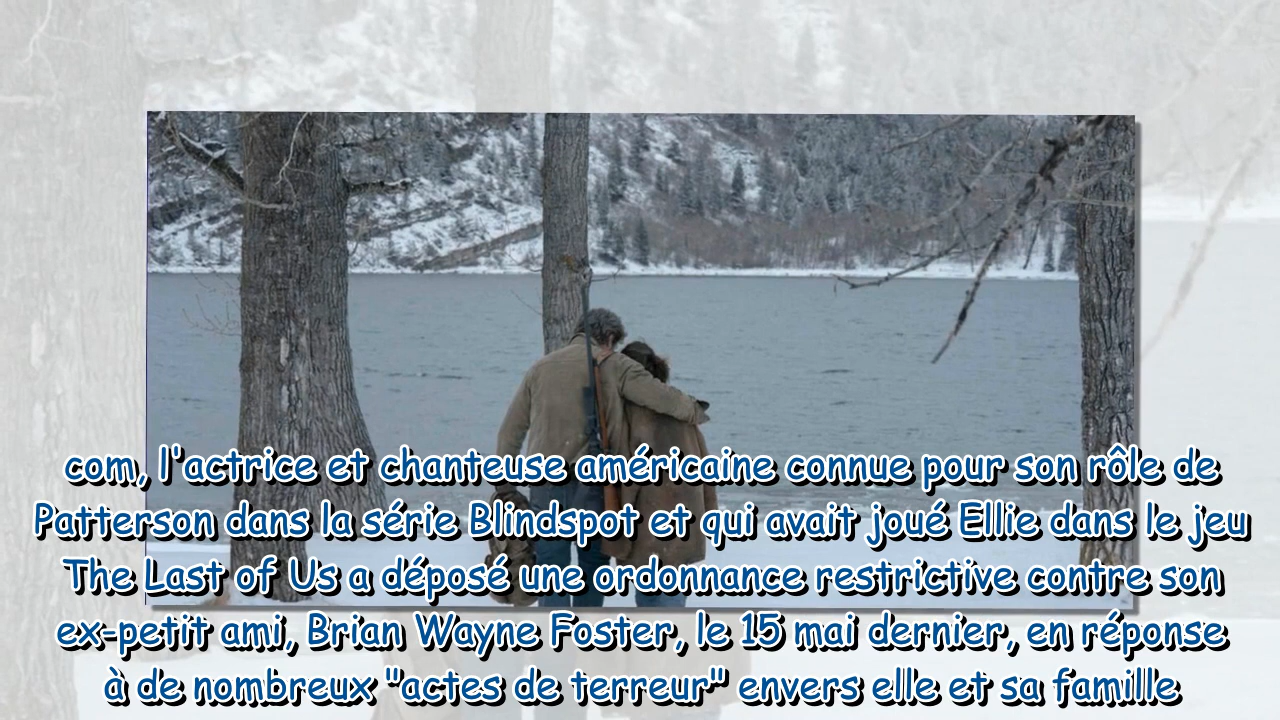 com, l'actrice et chanteuse américaine connue pour son rôle de
Patterson dans la série Blindspot et qui avait joué Ellie dans le jeu
The Last of Us a déposé une ordonnance restrictive contre son
ex-petit ami, Brian Wayne Foster, le 15 mai dernier, en réponse
à de nombreux "actes de terreur" envers elle et sa famille